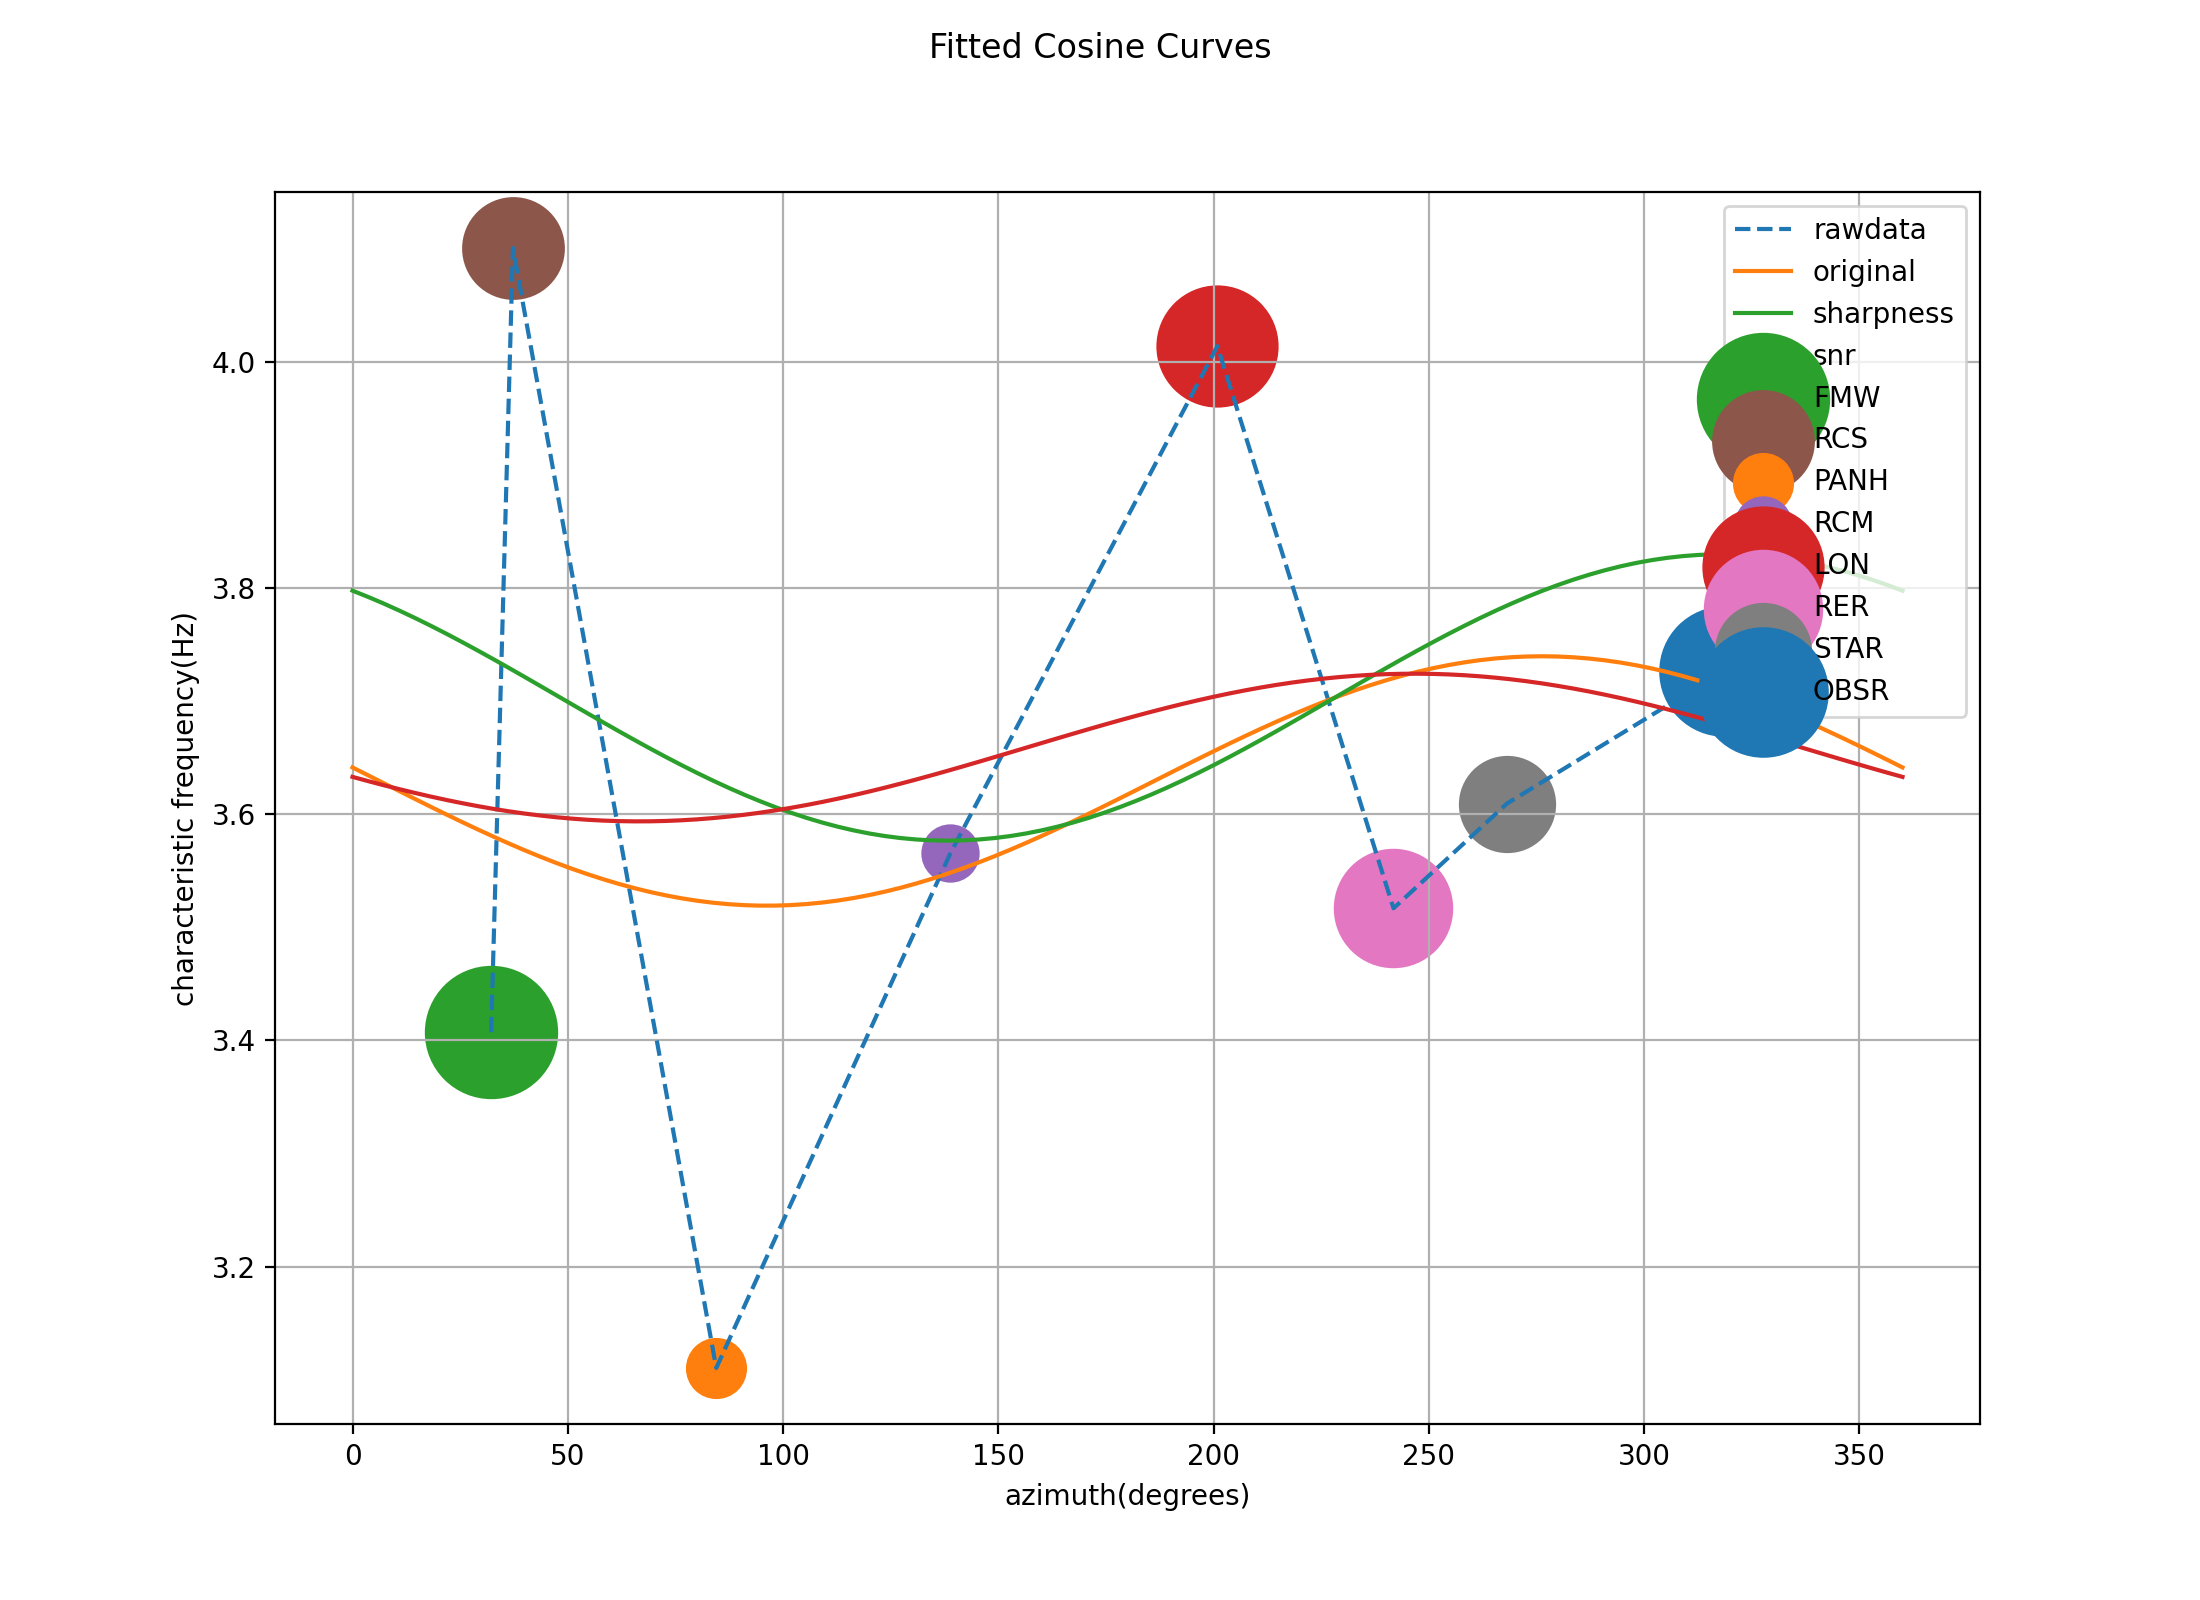 Fitted Cosine Curves
rawdata
original
sharpness
snr
FMW
RCS
PANH
RCM
LON
RER
STAR
OBSR
characteristic frequency(Hz)
4.0
3.8
3.6
3.4
3.2
0 50 100 150 200 250 300 350
azimuth(degrees)